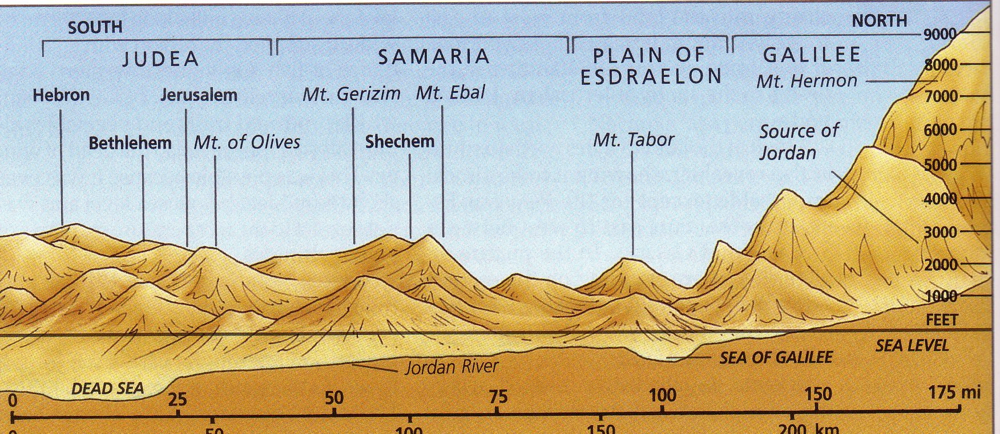 SOUTH
NORTH
JUDEA
SAMARIA
PLAIN OF
ESDRAELON
GALILEE
Mt. Hermon
Hebron
Jerusalem
Mt. Gerizim
Mt. Ebal
Bethlehem
Mt. of Olives
Shechem
Mt. Tabor
Source of
Jordan
9000
8000
7000
6000
5000
4000
3000
2000
1000
FEET
SEA LEVEL
SEA OF GALILEE
Jordan River
DEAD SEA
0 25 50 75 100 150 175 mi
0 50 100 150 200 km